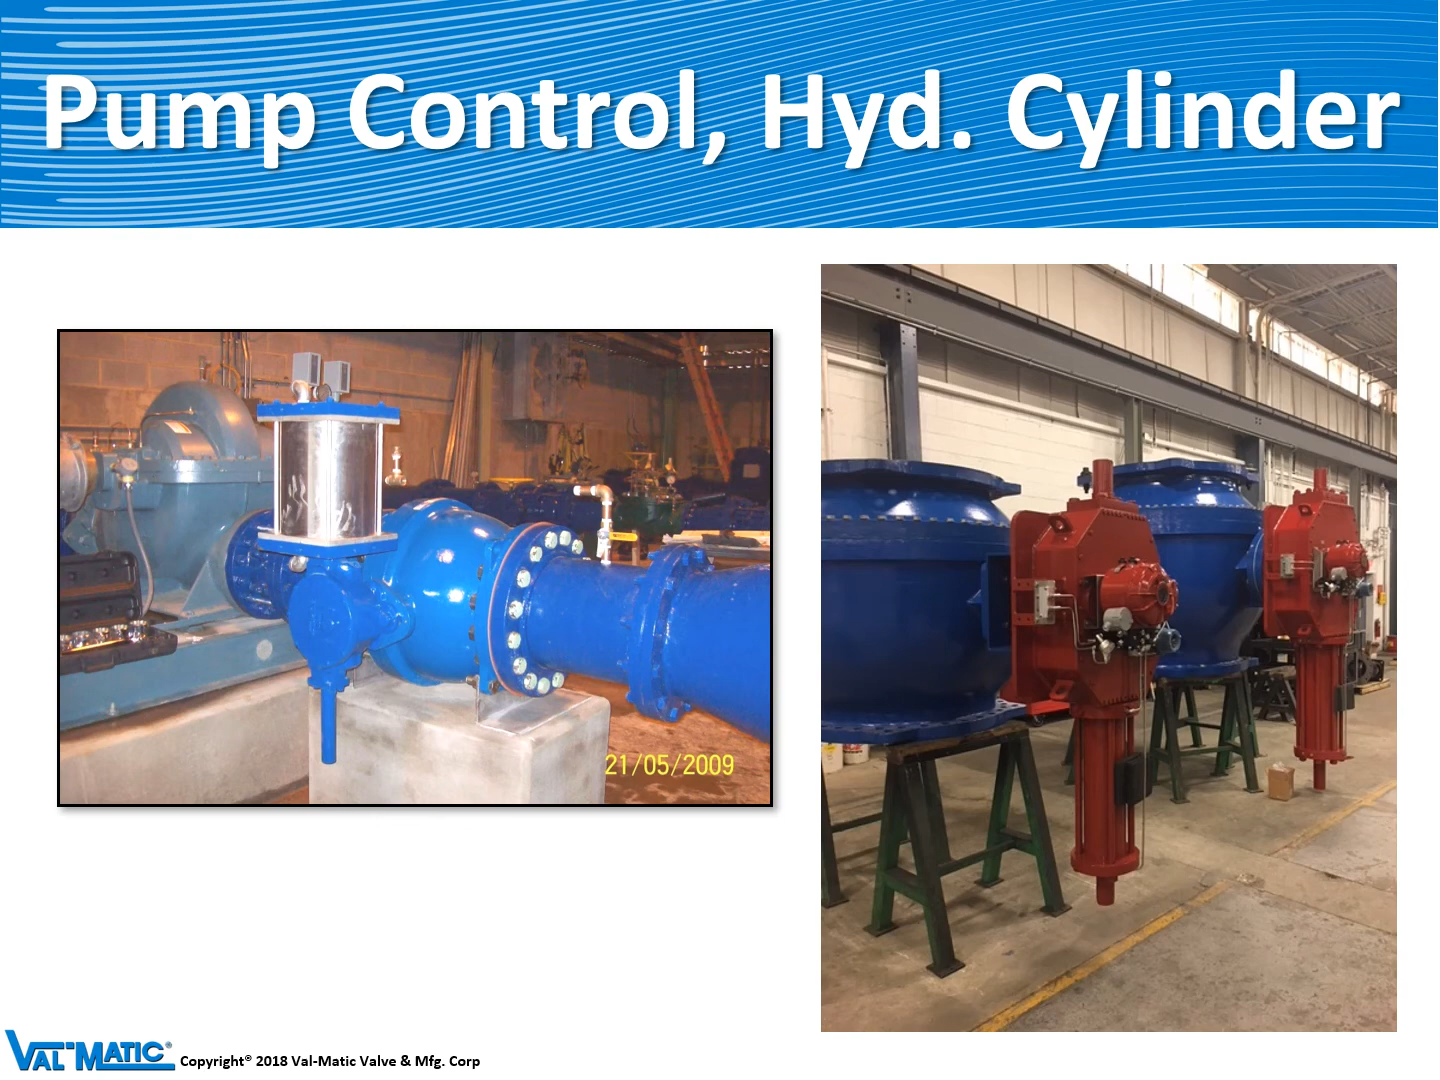 Pump Control, Hyd. Cylinder
21/05/2009
VAL-MATIC®
Copyright® 2018 Val-Matic Valve & Mfg. Corp